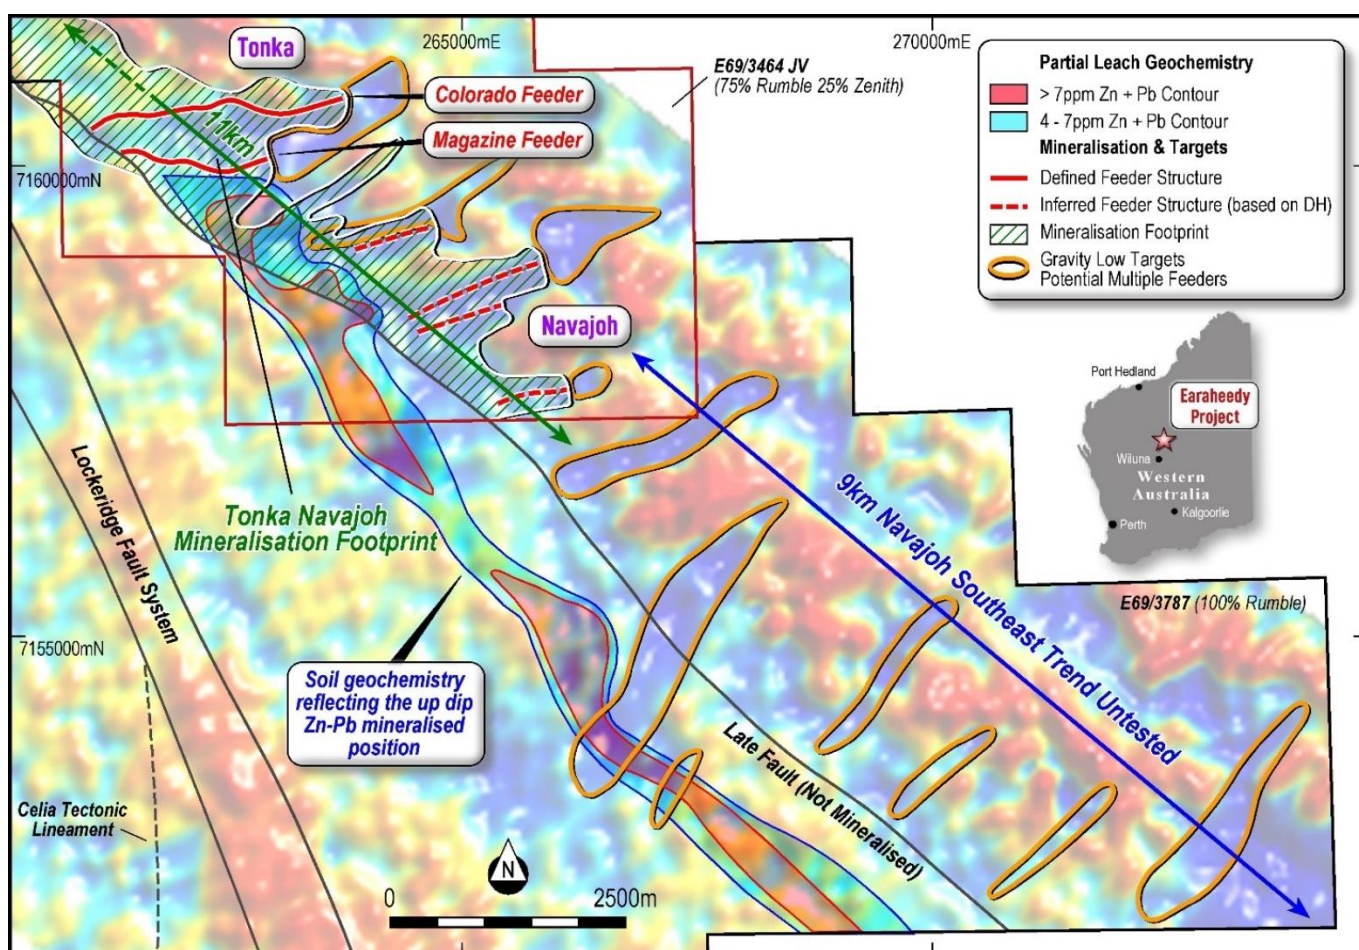 265000mE
270000mE
Tonka
Colorado Feeder
Magazine Feeder
11km
E69/3464 JV
(75% Rumble 25% Zenith)
Partial Leach Geochemistry
> 7ppm Zn + Pb Contour
4 - 7ppm Zn + Pb Contour
Mineralisation & Targets
Defined Feeder Structure
Inferred Feeder Structure (based on DH)
Mineralisation Footprint
Gravity Low Targets
Potential Multiple Feeders
7160000mN
Navajoh
Port Hedland
Earaheedy
Project
Wiluna
Western
Australia
Kalgoorlie
Perth
Lockeridge Fault System
Tonka Navajoh
Mineralisation Footprint
9km Navajoh Southeast Trend Untested
E69/3787 (100% Rumble)
7155000mN
Soil geochemistry
reflecting the up dip
Zn-Pb mineralised
position
Late Fault (Not Mineralised)
Celia Tectonic
Lineament
N
0
2500m